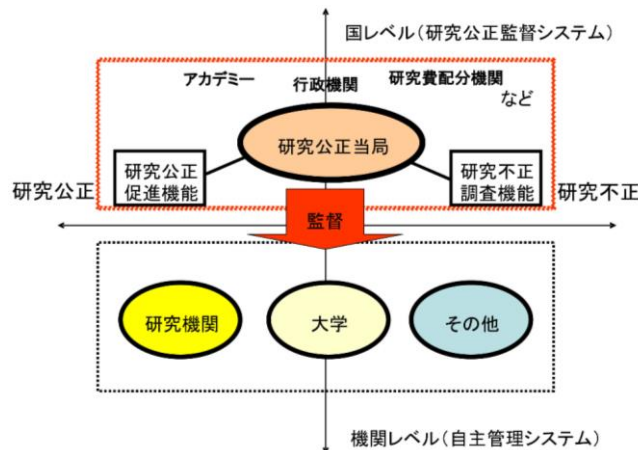 国レベル(研究公正監督システム)
アカデミー
行政機関
研究費配分機関
など
研究公正当局
研究公正
促進機能
研究不正
調査機能
研究公正
研究不正
監督
研究機関
大学
その他
機関レベル(自主管理システム)